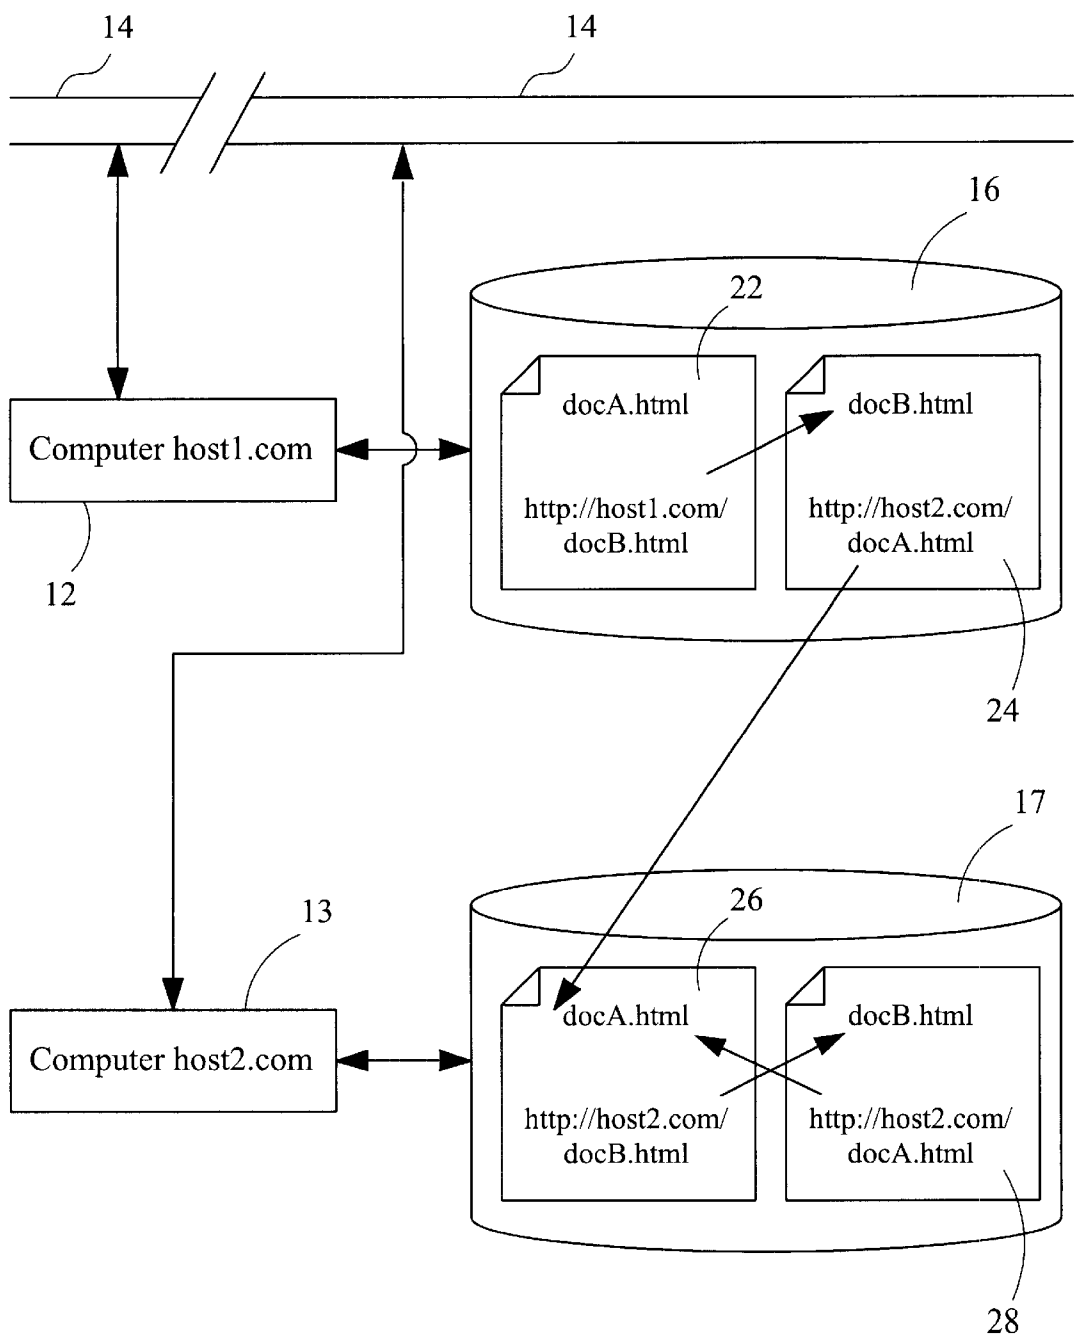 14
14
16
22
docA.html
docB.html
Computer host1.com
http://host1.com/
docB.html
http://host2.com/
docA.html
12
24
17
26
13
docA.html
docB.html
Computer host2.com
http://host2.com/
docB.html
http://host2.com/
docA.html
28